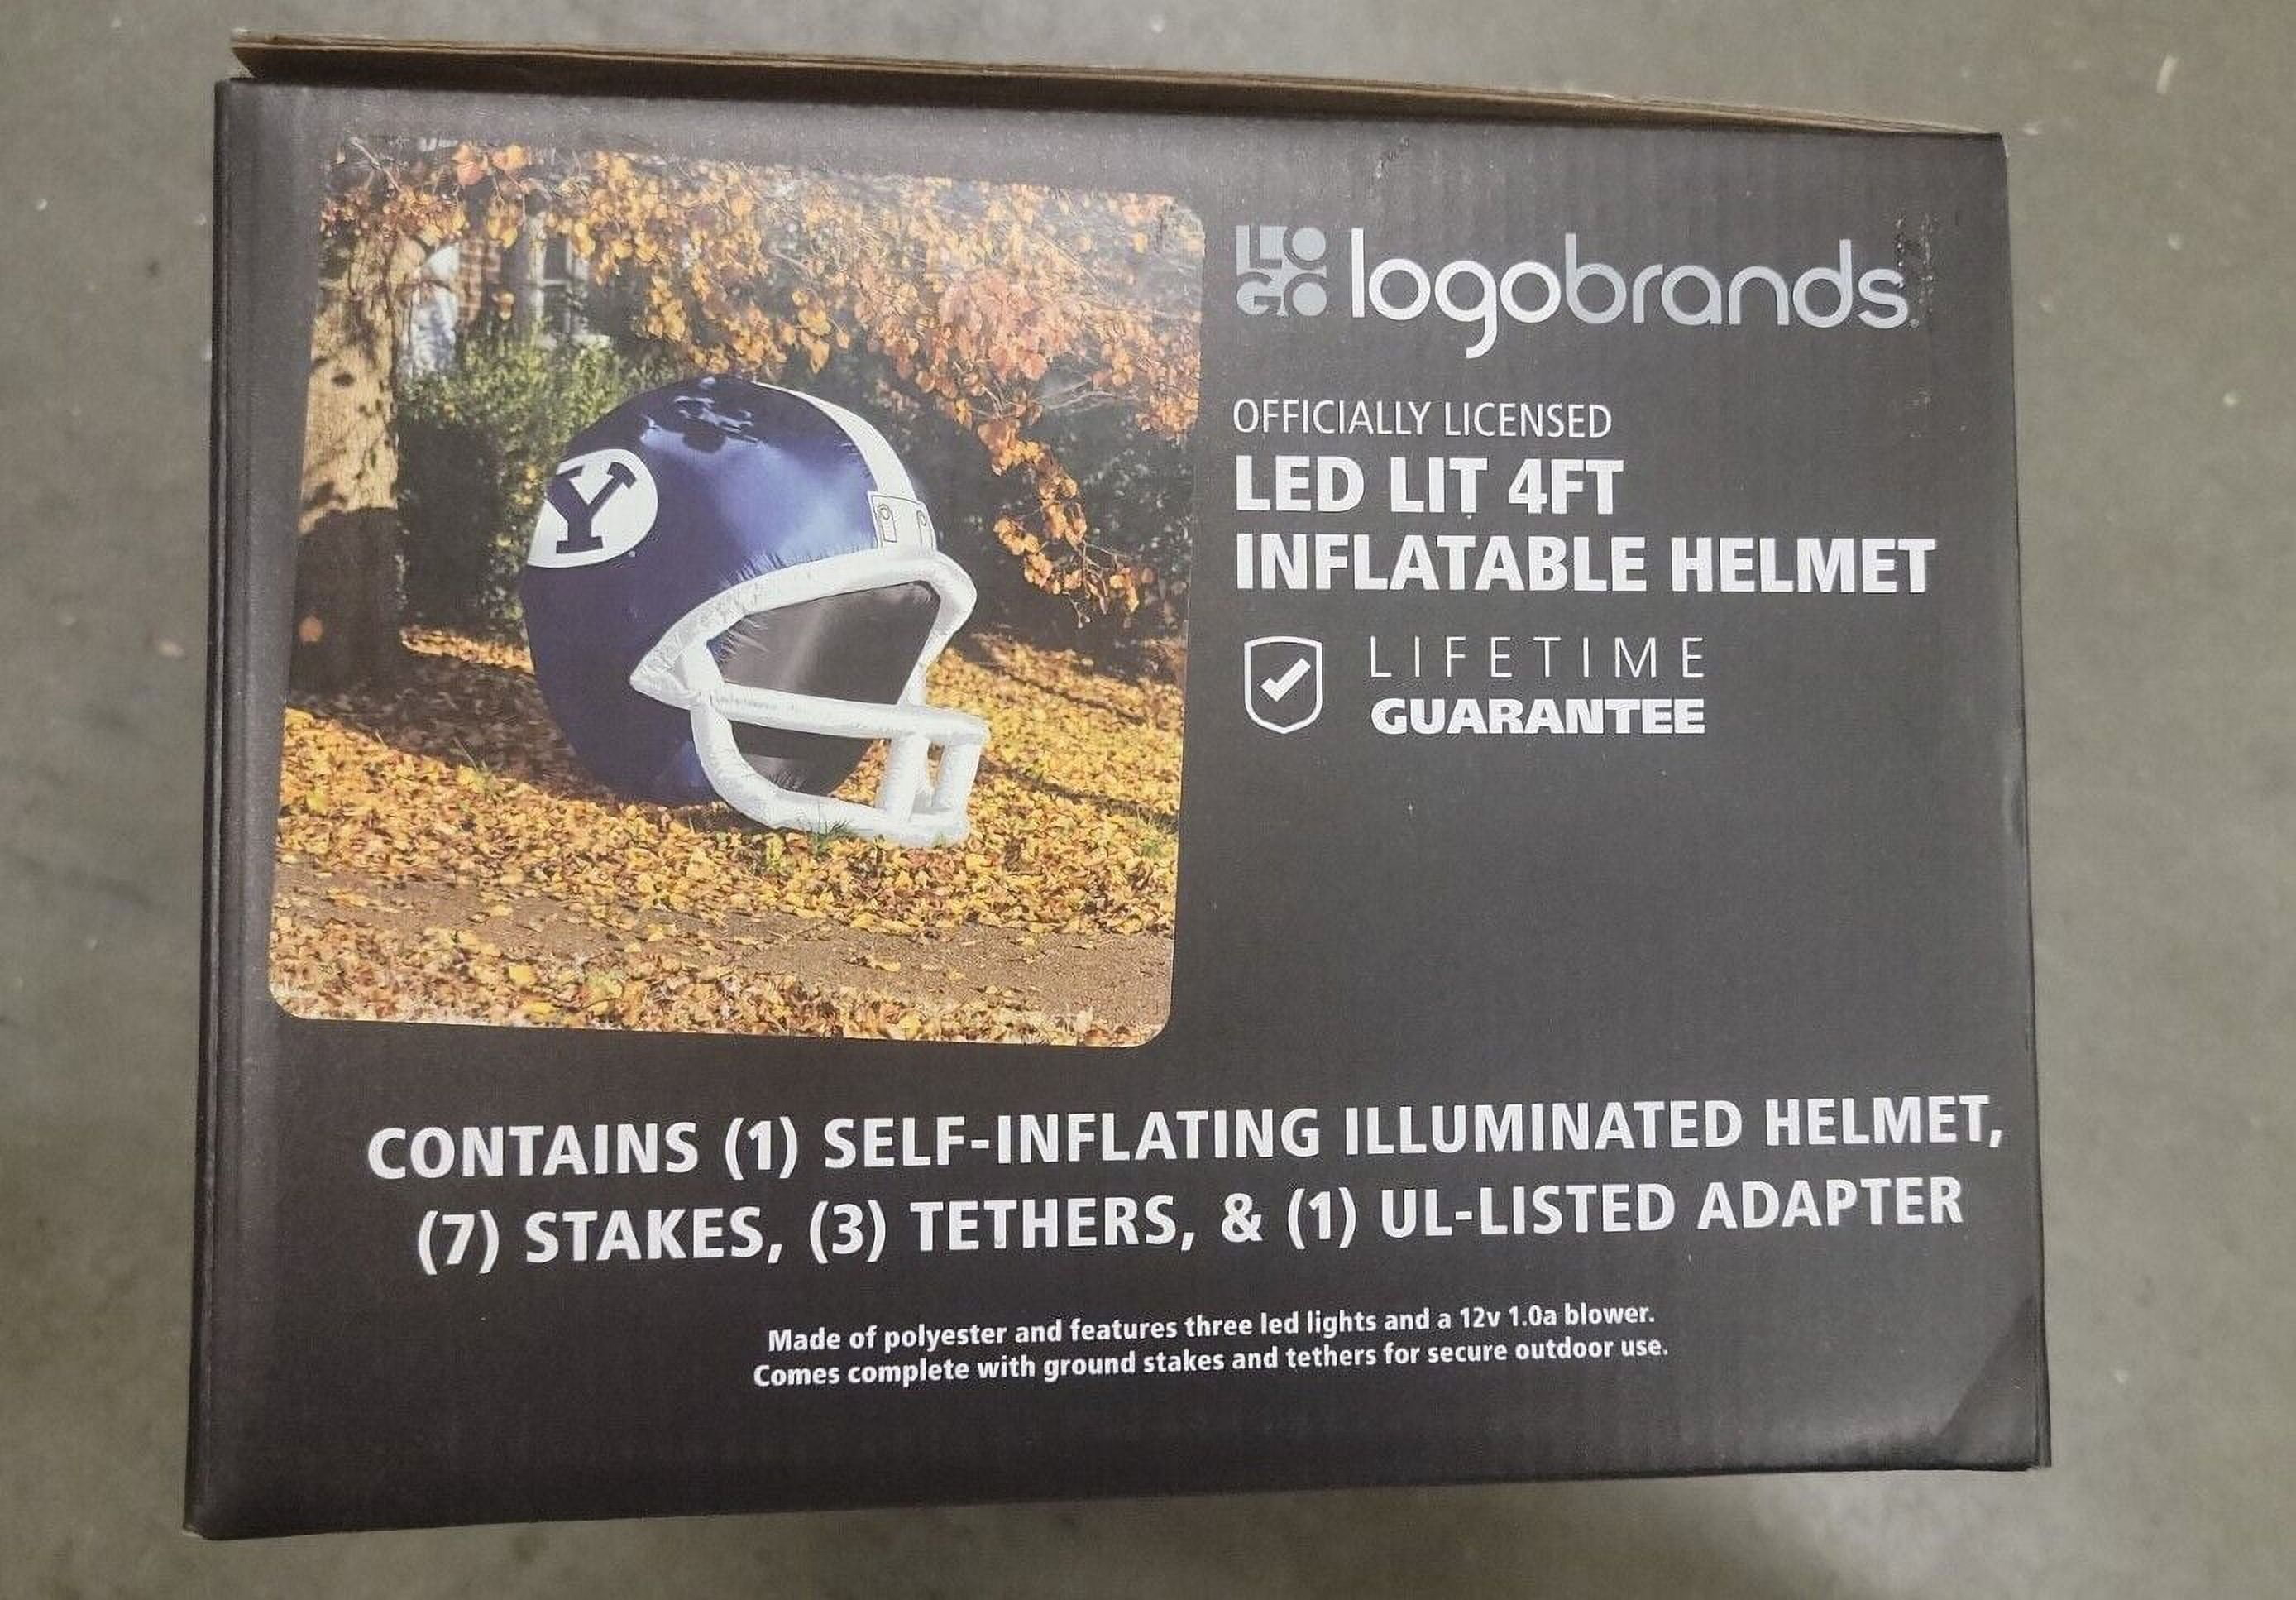 Y
LO
GO
logobrands
OFFICIALLY LICENSED
LED LIT 4FT
INFLATABLE HELMET
LIFETIME
GUARANTEE
CONTAINS (1) SELF-INFLATING ILLUMINATED HELMET,
(7) STAKES, (3) TETHERS, & (1) UL-LISTED ADAPTER
Made of polyester and features three led lights and a 12v 1.0a blower.
Comes complete with ground stakes and tethers for secure outdoor use.